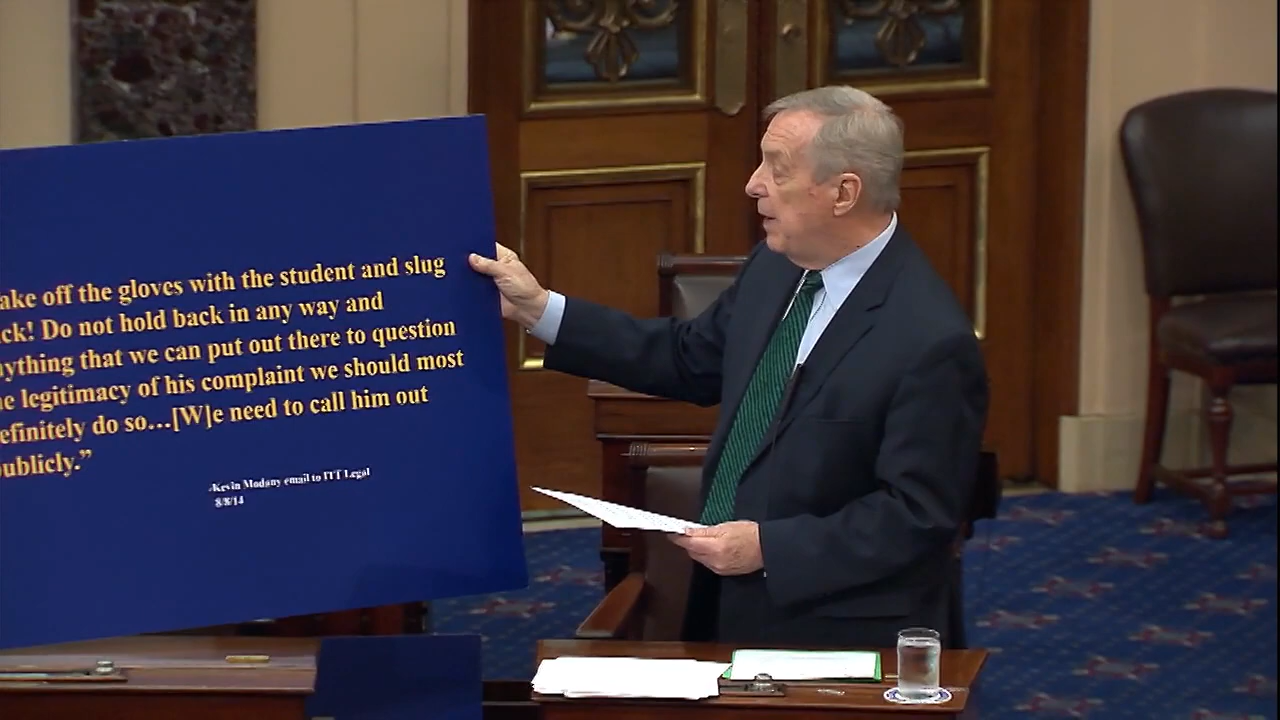 ake off the gloves with the student and slug
ck! Do not hold back in any way and
ything that we can put out there to question
e legitimacy of his complaint we should most
efinitely do so...[W]e need to call him out
ublicly.”
-Kevin Modany email to ITT Legal
8/8/14